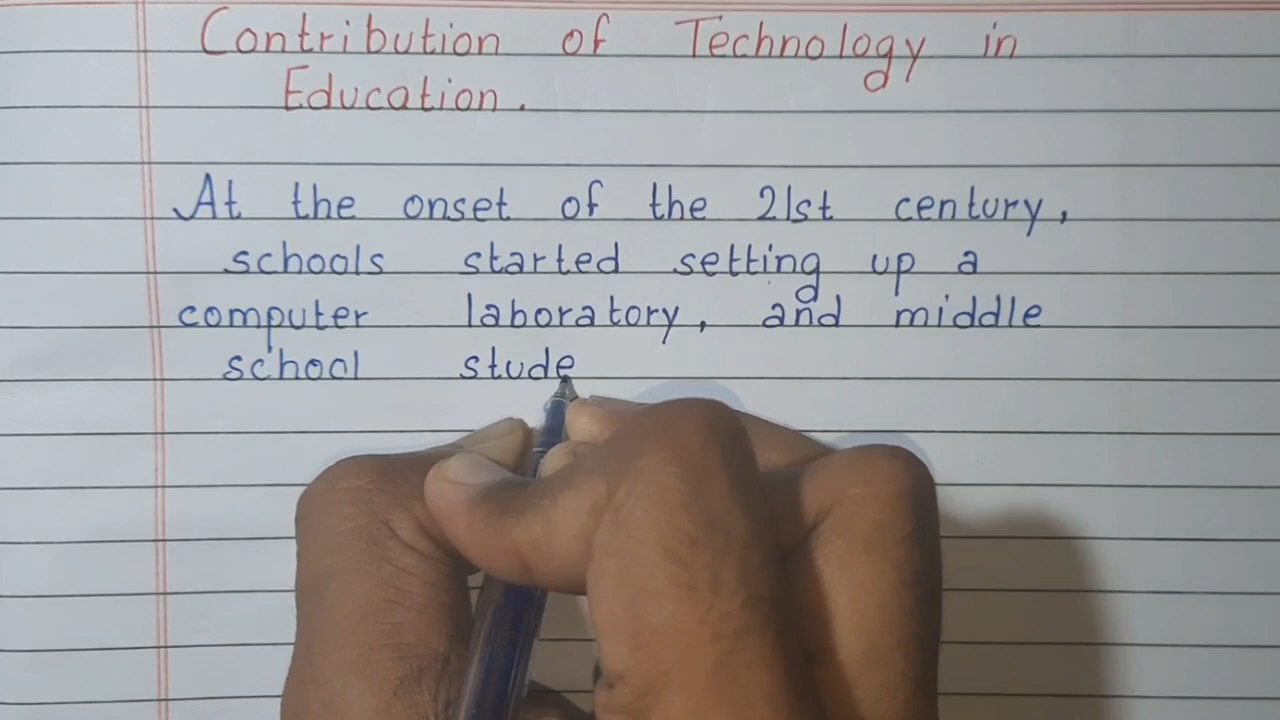 Contribution of Technology in
Education.
At the onset of the 21st century,
schools started setting up a
computer laboratory, and middle
school stude